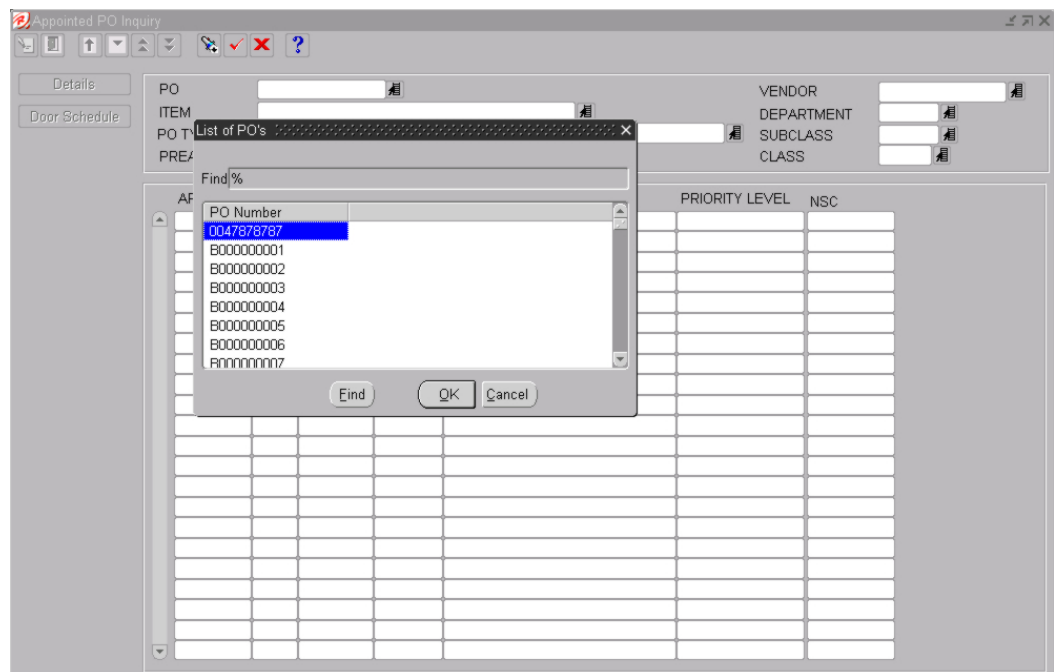 Appointed PO Inquiry
Details
Door Schedule
PO
VENDOR
ITEM
DEPARTMENT
PO TY
SUBCLASS
PREA
CLASS
List of PO's
Find %
PO Number
0047878787
B000000001
B000000002
B000000003
B000000004
B000000005
B000000006
B000000007
Find
OK
Cancel
AP
PRIORITY LEVEL NSC